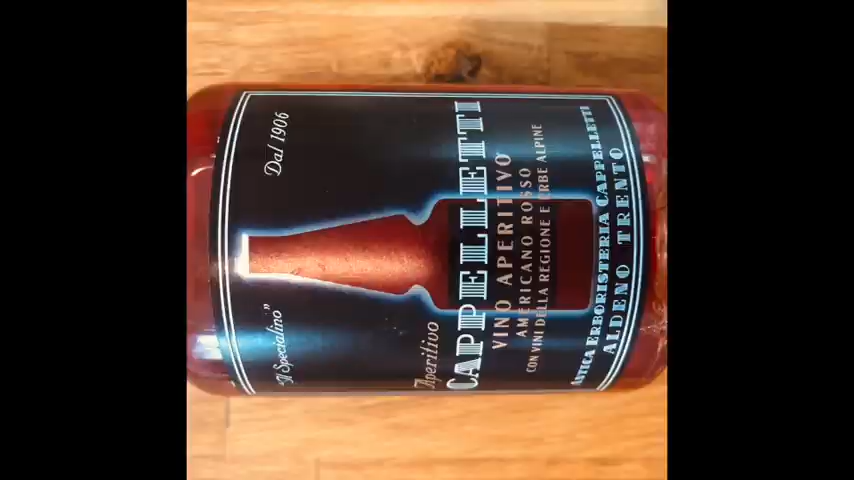 "Il Specialino"
Dal 1906
Aperitivo
CAPPELLETTI
VINO APERITIVO
AMERICANO ROSSO
CON VINI DELLA REGIONE E ERBE ALPINE
ANTICA ERBORISTERIA CAPPELLETTI
ALDENO TRENTO